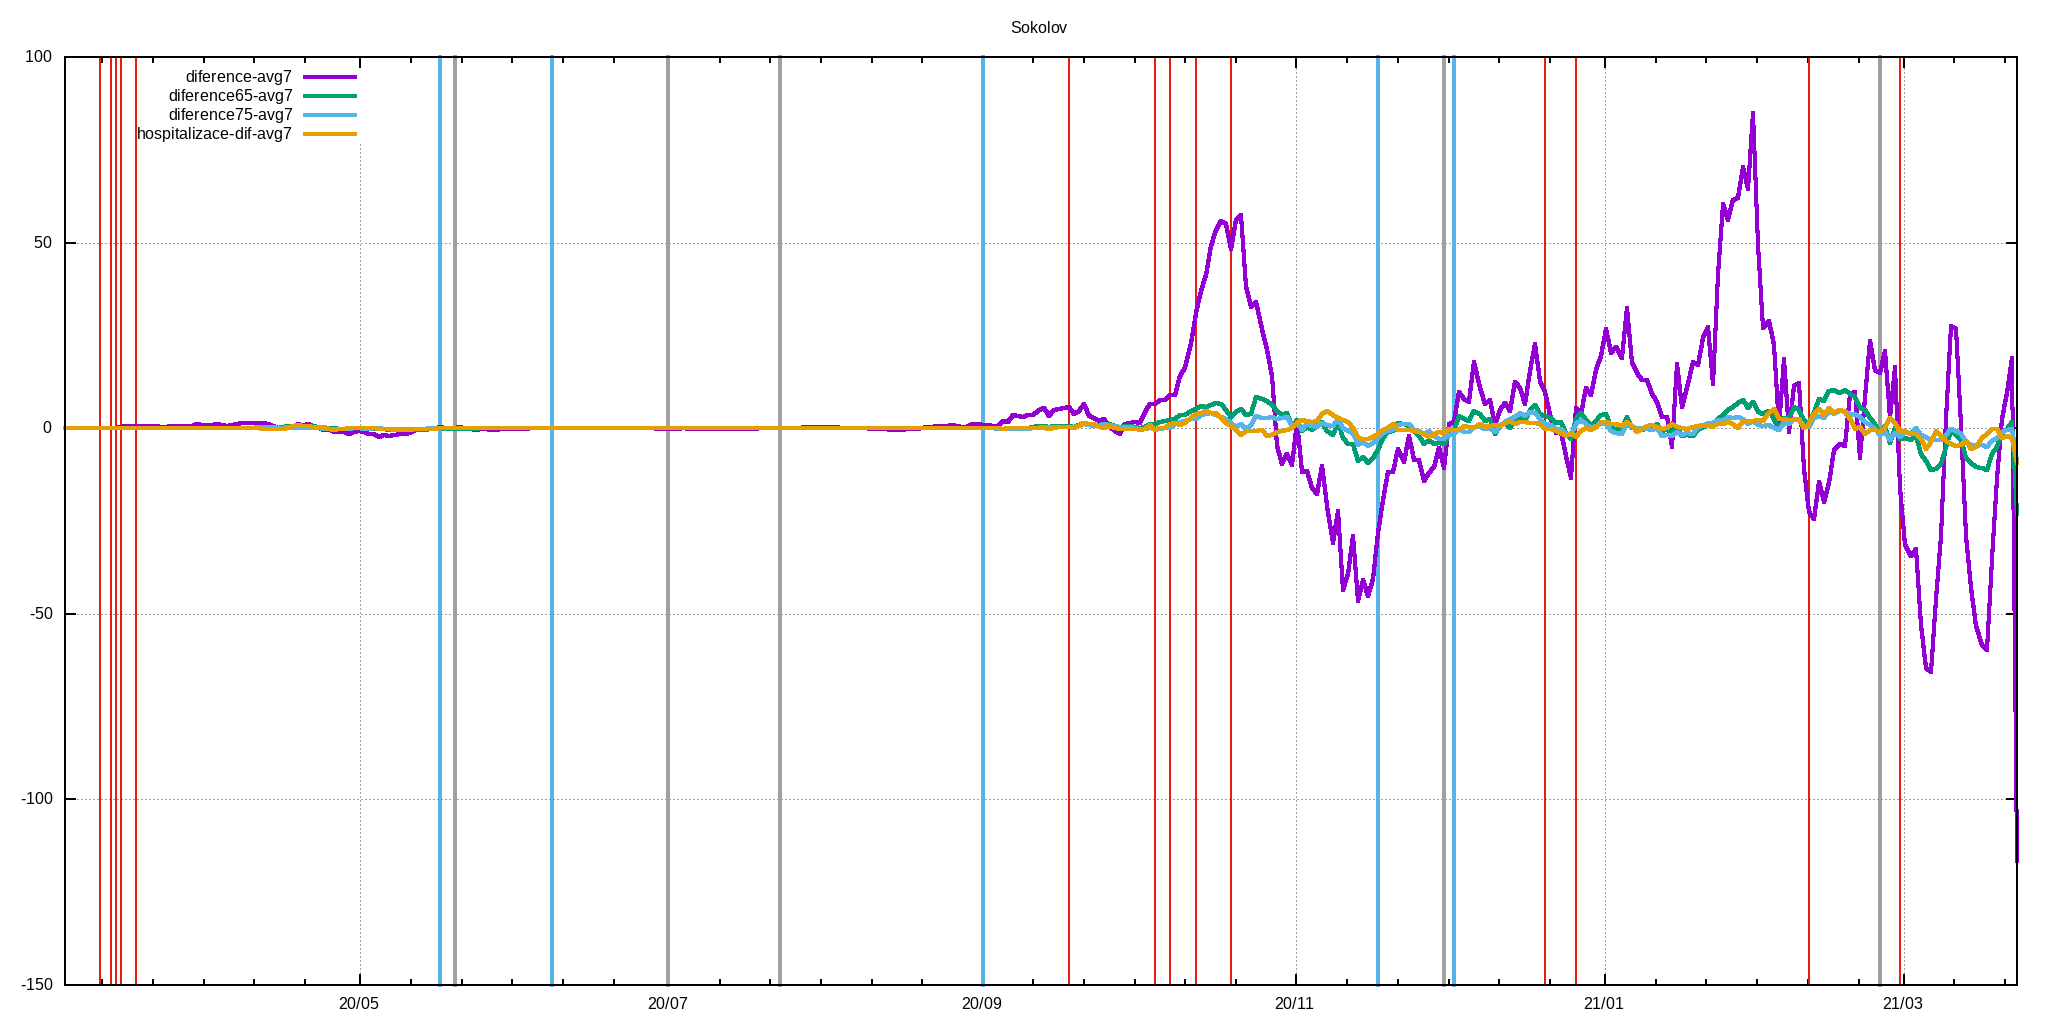 Sokolov
100
diference-avg7
diference65-avg7
diference75-avg7
hospitalizace-dif-avg7
50
0
-50
-100
-150
20/05
20/07
20/09
20/11
21/01
21/03